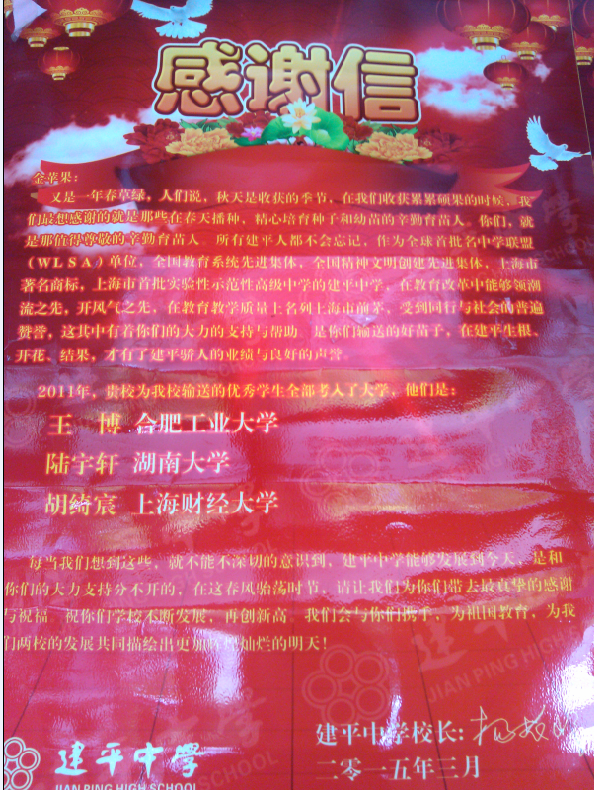 感谢信
金苹果:
又是一年春草绿，人们说，秋天是收获的季节，在我们收获累累硕果的时候，我
们最想感谢的就是那些在春天播种，精心培育种子和幼苗的辛勤育苗人。你们，就
是那值得尊敬的辛勤育苗人。所有建平人都不会忘记，作为全球首批名中学联盟
(WLSA)单位，全国教育系统先进集体，全国精神文明创建先进集体，上海市
著名商标，上海市首批实验性示范性高级中学的建平中学，在教育改革中能够领潮
流之先，开风气之先，在教育教学质量上名列上海市前茅，受到同行与社会的普遍
赞誉，这其中有着你们的大力的支持与帮助。是你们输送的好苗子，在建平生根、
开花、结果，才有了建平骄人的业绩与良好的声誉。
2011年，贵校为我校输送的优秀学生全部考入了大学，他们是:
王 博 合肥工业大学
陆宇轩 湖南大学
胡绮宸 上海财经大学
每当我们想到这些，就不能不深切的意识到，建平中学能够发展到今天，是和
你们的大力支持分不开的，在这春风骀荡时节，请让我们为你们带去最真挚的感谢
与祝福。祝你们学校不断发展，再创新高。我们会与你们携手，为祖国教育，为我
们两校的发展共同描绘出更加 灿烂的明天！
建平中学
JIAN PING HIGH SCHOOL
建平中学校长:
二零一五年三月
建平中学
JIAN PING HIGH SCHOOL